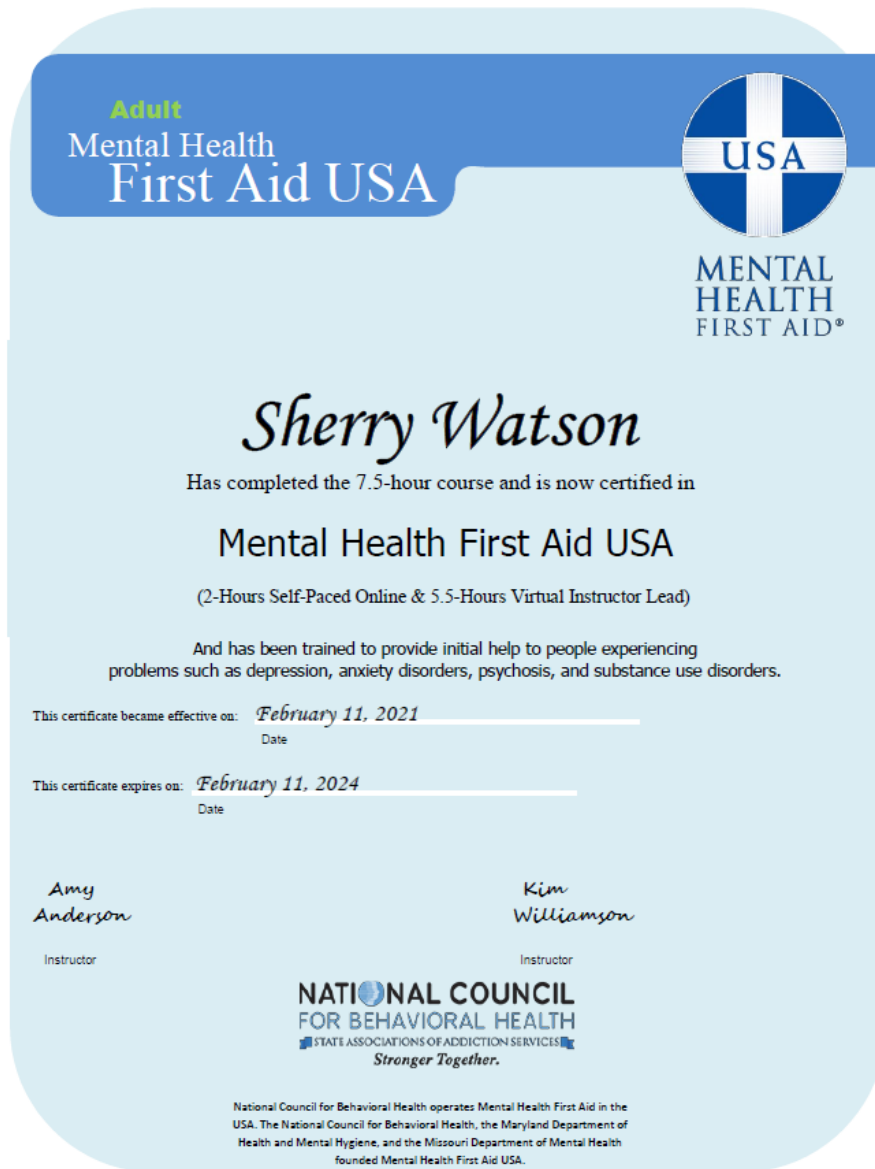 Adult
Mental Health
First Aid USA
USA
MENTAL
HEALTH
FIRST AID®
Sherry Watson
Has completed the 7.5-hour course and is now certified in
Mental Health First Aid USA
(2-Hours Self-Paced Online & 5.5-Hours Virtual Instructor Lead)
And has been trained to provide initial help to people experiencing
problems such as depression, anxiety disorders, psychosis, and substance use disorders.
This certificate became effective on: February 11, 2021
Date
This certificate expires on: February 11, 2024
Date
Amy
Anderson
Instructor
Kim
Williamson
Instructor
NATIONAL COUNCIL
FOR BEHAVIORAL HEALTH
STATE ASSOCIATIONS OF ADDICTION SERVICES
Stronger Together.
National Council for Behavioral Health operates Mental Health First Aid in the
USA. The National Council for Behavioral Health, the Maryland Department of
Health and Mental Hygiene, and the Missouri Department of Mental Health
founded Mental Health First Aid USA.